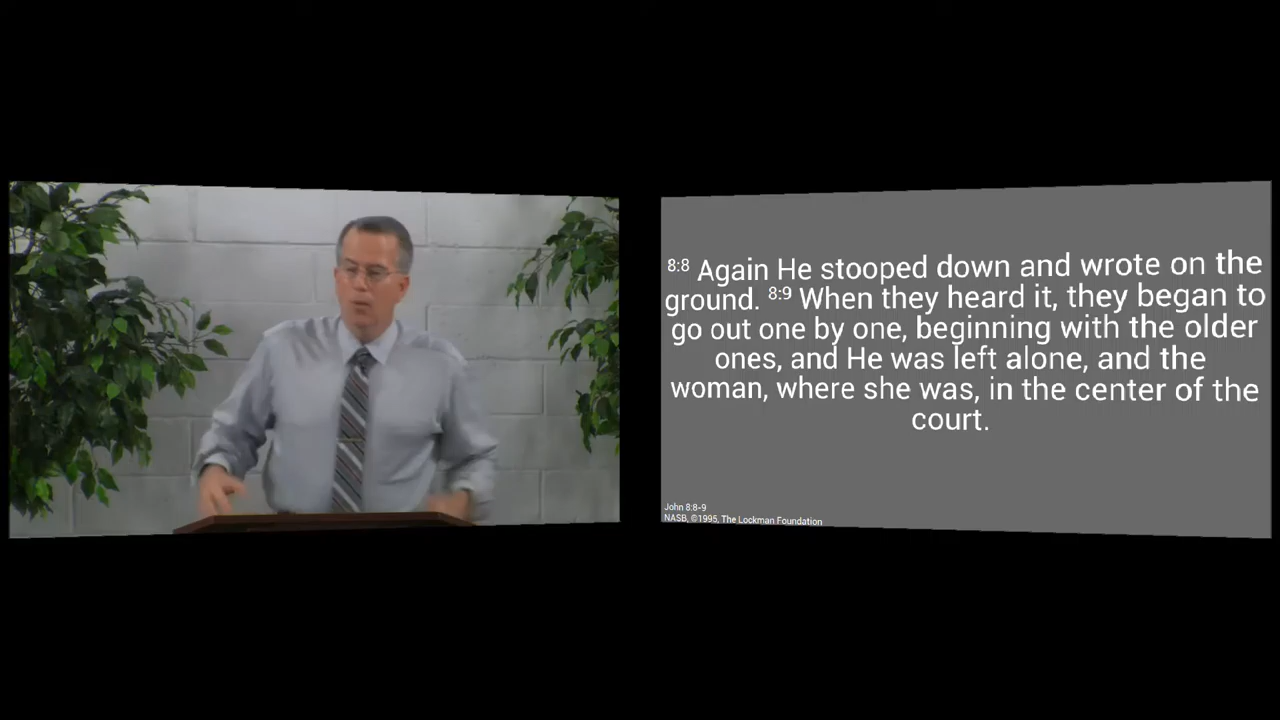 8:8 Again He stooped down and wrote on the
ground. 8:9 When they heard it, they began to
go out one by one, beginning with the older
ones, and He was left alone, and the
woman, where she was, in the center of the
court.
John 8:8-9
NASB, ©1995, The Lockman Foundation